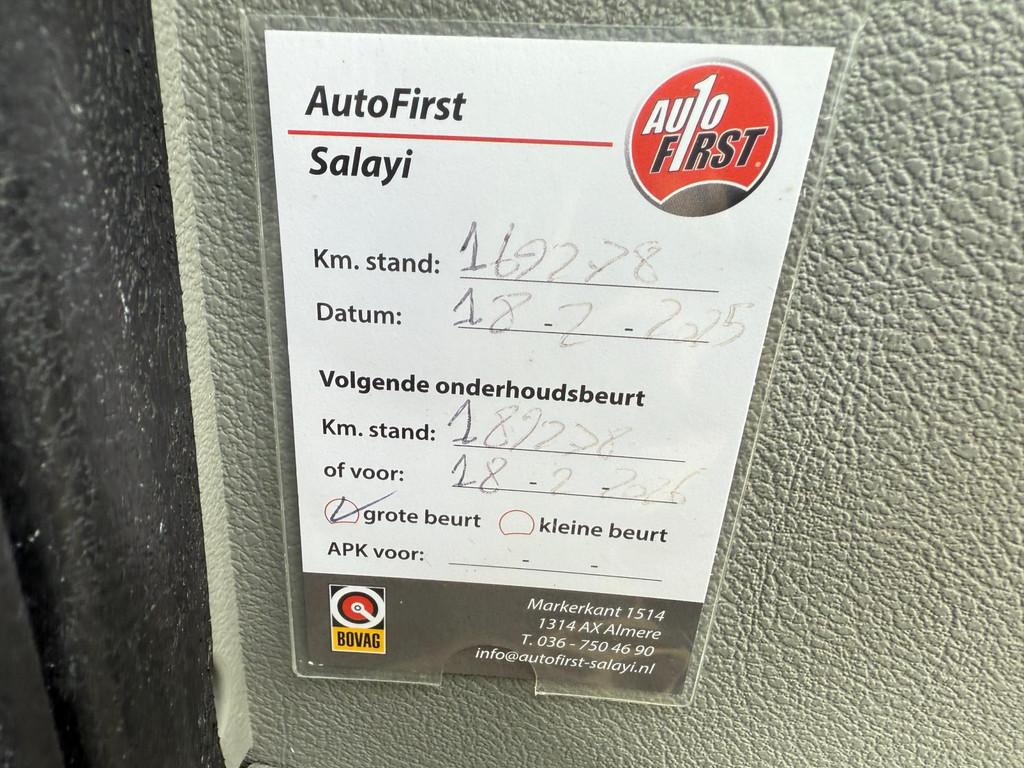 AutoFirst
Salayi
AUTO FIRST
Km. stand: 169278
Datum: 18 - 2 - 2025
Volgende onderhoudsbeurt
Km. stand: 189278
of voor: 18 - 2 - 2026
grote beurt kleine beurt
APK voor: - -
BOVAG
Markerkant 1514
1314 AX Almere
T. 036 - 750 46 90
info@autofirst-salayi.nl